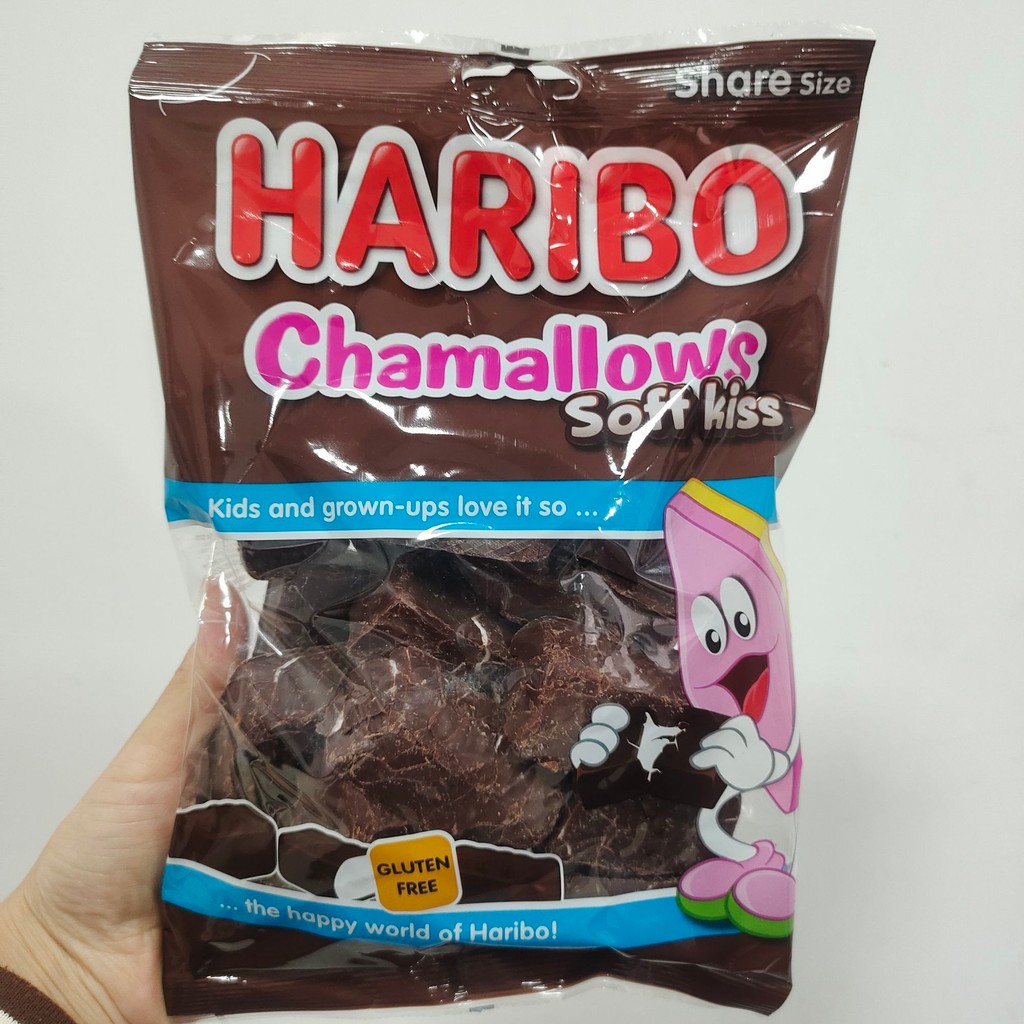 Share Size
HARIBO
Chamallows
Soft kiss
Kids and grown-ups love it so ...
GLUTEN
FREE
... the happy world of Haribo!